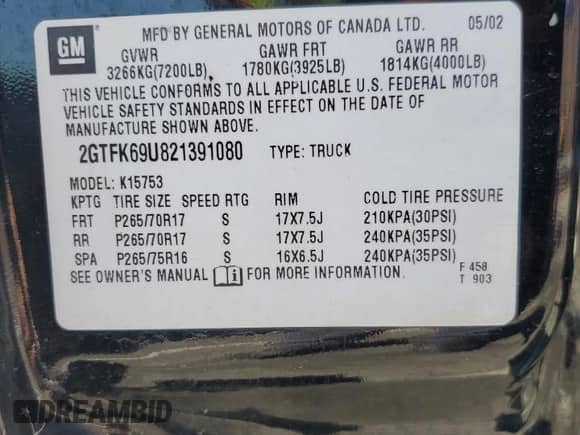 GM
MFD BY GENERAL MOTORS OF CANADA LTD. 05/02
GVWR GAWR FRT GAWR RR
3266KG(7200LB) 1780KG(3925LB) 1814KG(4000LB)
THIS VEHICLE CONFORMS TO ALL APPLICABLE U.S. FEDERAL MOTOR
VEHICLE SAFETY STANDARDS IN EFFECT ON THE DATE OF
MANUFACTURE SHOWN ABOVE.
2GTFK69U821391080 TYPE: TRUCK
MODEL: K15753
KPTG TIRE SIZE SPEED RTG RIM COLD TIRE PRESSURE
FRT P265/70R17 S 17X7.5J 210KPA(30PSI)
RR P265/70R17 S 17X7.5J 240KPA(35PSI)
SPA P265/75R16 S 16X6.5J 240KPA(35PSI)
SEE OWNER'S MANUAL i FOR MORE INFORMATION.
F 458
T 903
DREAMBID